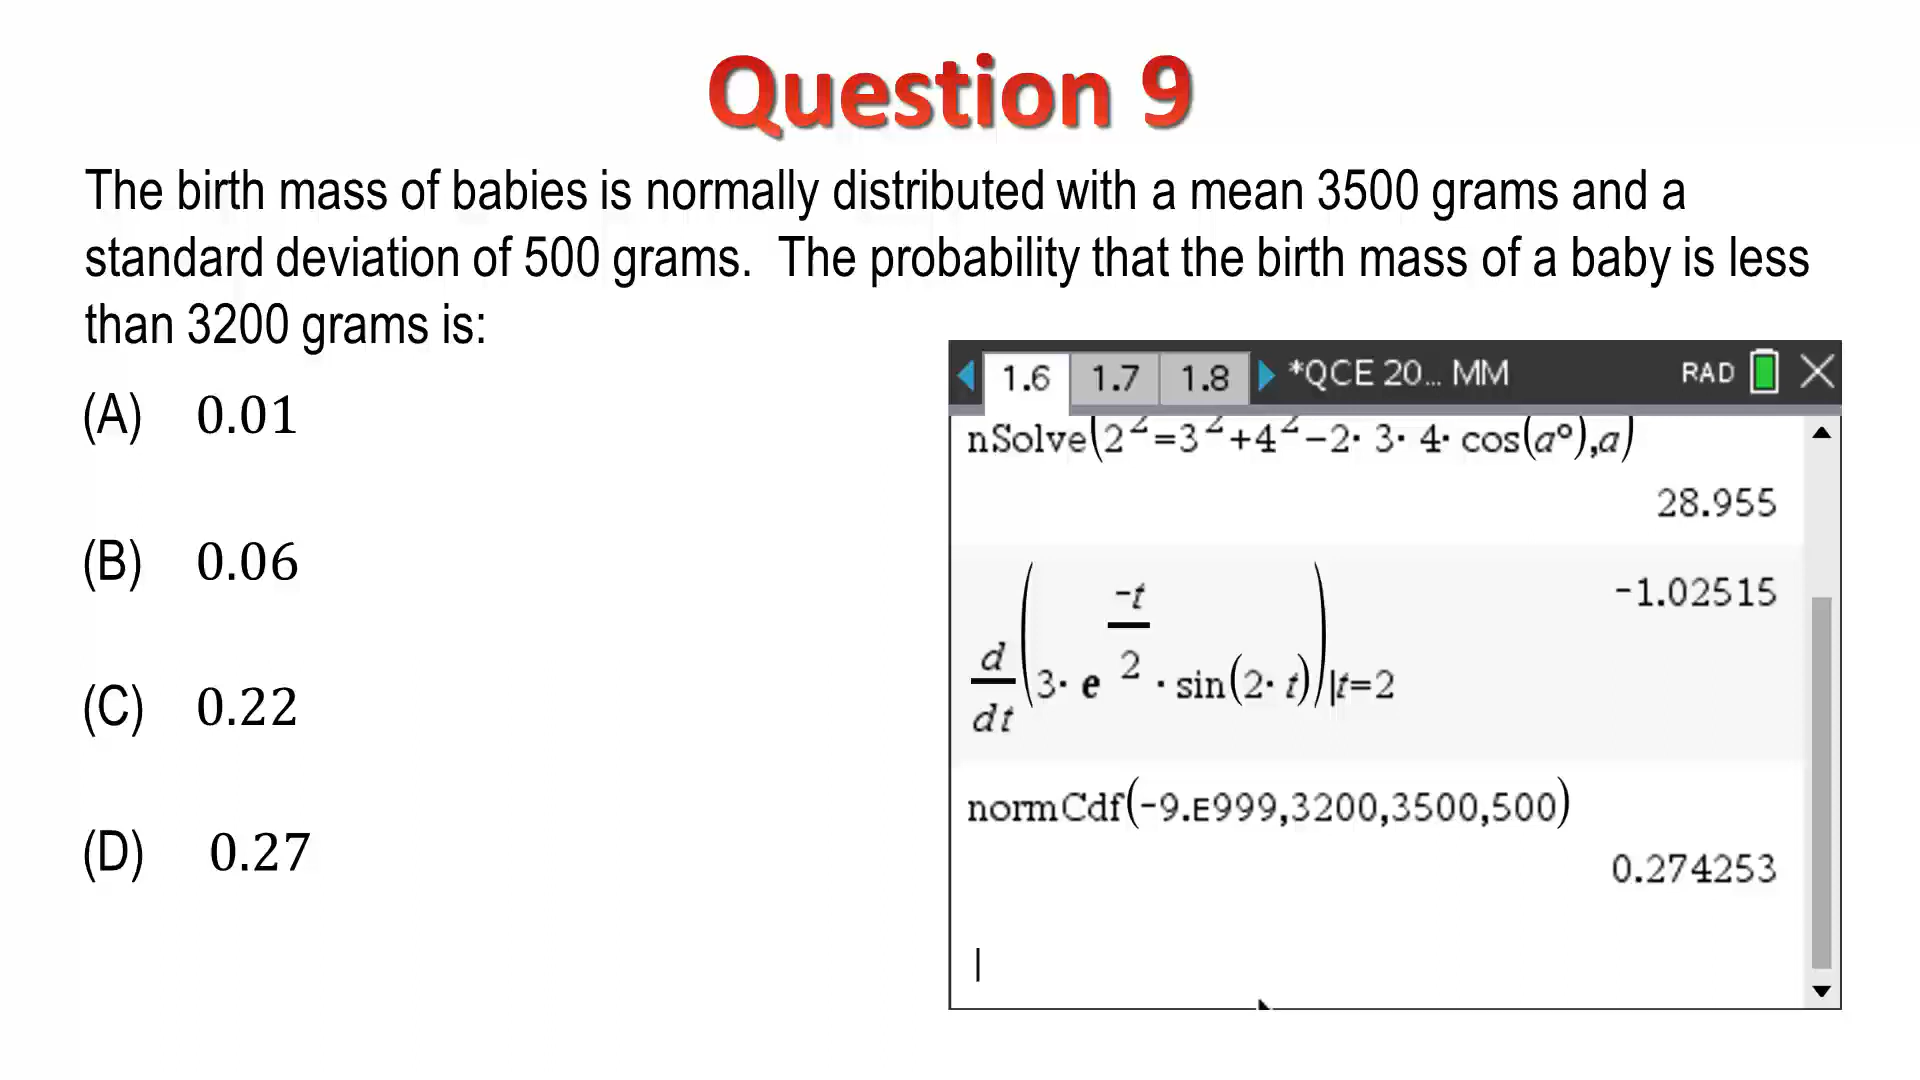 Question 9
The birth mass of babies is normally distributed with a mean 3500 grams and a
standard deviation of 500 grams. The probability that the birth mass of a baby is less
than 3200 grams is:
(A) 0.01
(B) 0.06
(C) 0.22
(D) 0.27
1.6 1.7 1.8 *QCE 20... MM RAD
nSolve(2²=3²+4²−2· 3· 4· cos(a°),a)
28.955
d/dt(3· e^(-t/2) · sin(2· t))|t=2
-1.02515
normCdf(-9.E999,3200,3500,500)
0.274253